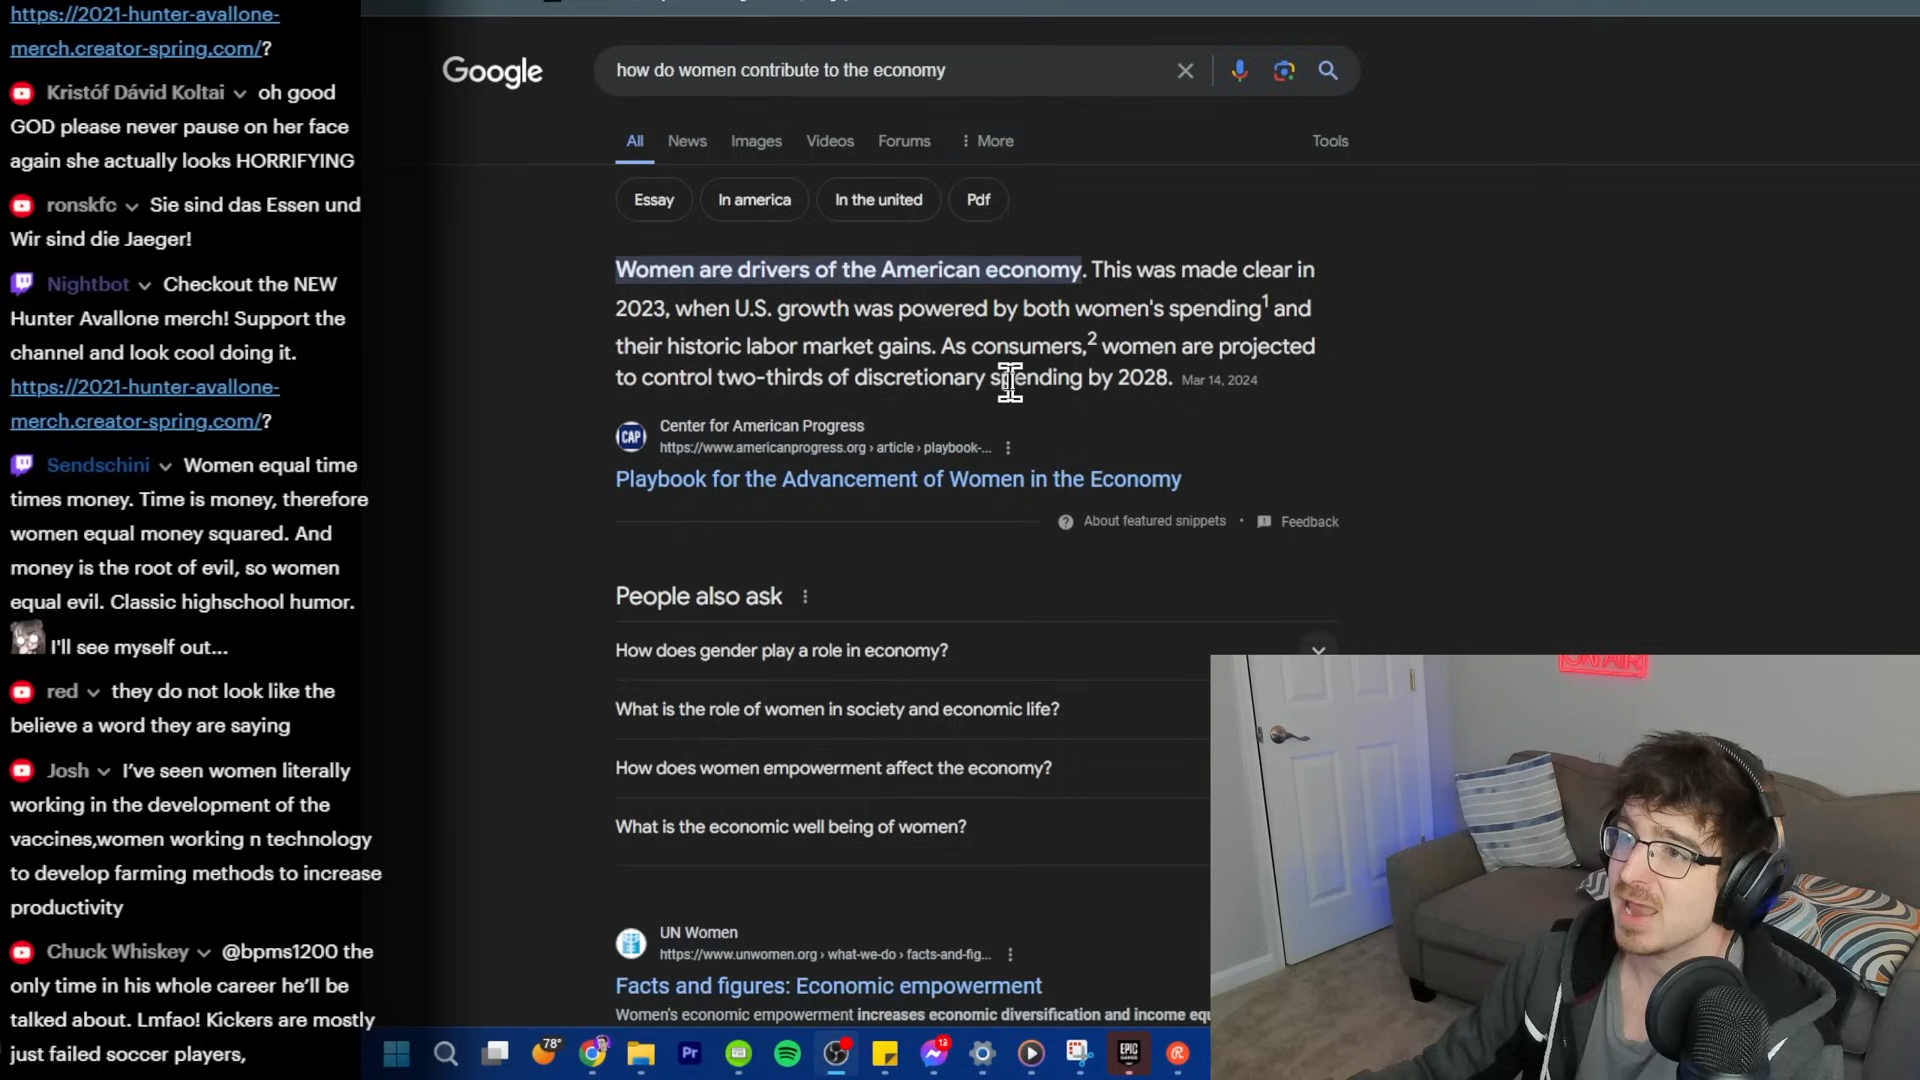 https://2021-hunter-avallone-
merch.creator-spring.com/?
Kristóf Dávid Koltai oh good
GOD please never pause on her face
again she actually looks HORRIFYING
ronskfc Sie sind das Essen und
Wir sind die Jaeger!
Nightbot Checkout the NEW
Hunter Avallone merch! Support the
channel and look cool doing it.
https://2021-hunter-avallone-
merch.creator-spring.com/?
Sendschini Women equal time
times money. Time is money, therefore
women equal money squared. And
money is the root of evil, so women
equal evil. Classic highschool humor.
I'll see myself out...
red they do not look like the
believe a word they are saying
Josh I've seen women literally
working in the development of the
vaccines,women working n technology
to develop farming methods to increase
productivity
Chuck Whiskey @bpms1200 the
only time in his whole career he'll be
talked about. Lmfao! Kickers are mostly
just failed soccer players,
Google
how do women contribute to the economy
All News Images Videos Forums More Tools
Essay In america In the united Pdf
Women are drivers of the American economy. This was made clear in
2023, when U.S. growth was powered by both women's spending1 and
their historic labor market gains. As consumers,2 women are projected
to control two-thirds of discretionary spending by 2028. Mar 14, 2024
CAP
Center for American Progress
https://www.americanprogress.org › article › playbook-...
Playbook for the Advancement of Women in the Economy
About featured snippets • Feedback
People also ask
How does gender play a role in economy?
What is the role of women in society and economic life?
How does women empowerment affect the economy?
What is the economic well being of women?
UN Women
https://www.unwomen.org › what-we-do › facts-and-fig...
Facts and figures: Economic empowerment
Women's economic empowerment increases economic diversification and income equ
ON AIR
78°
Pr
13
EPIC
GAMES